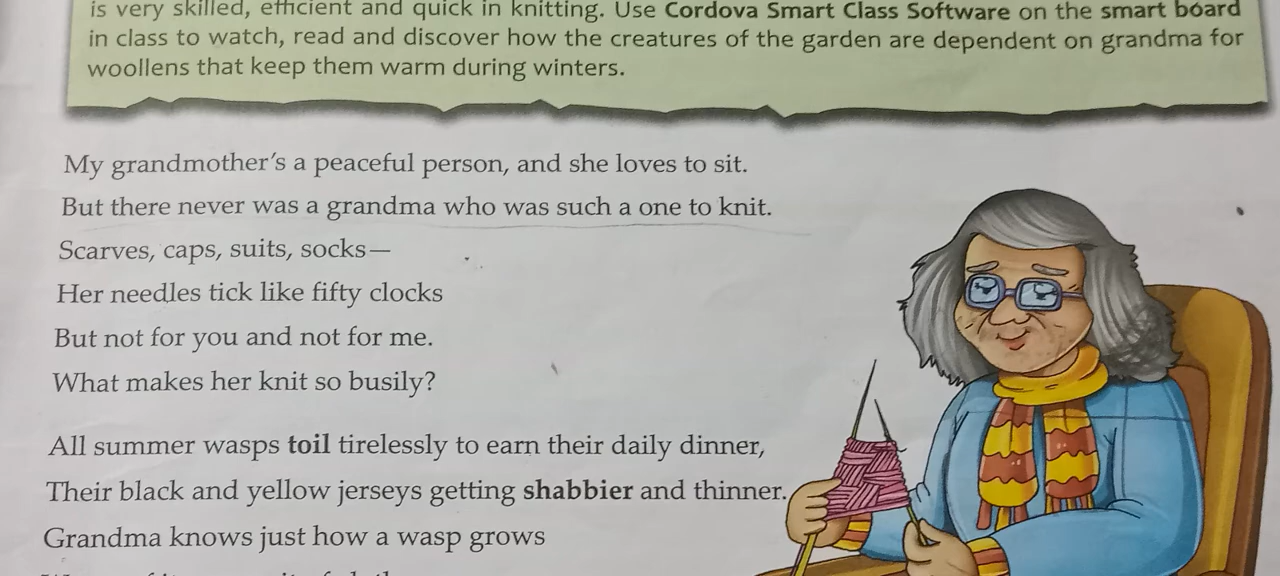 is very skilled, efficient and quick in knitting. Use Cordova Smart Class Software on the smart board
in class to watch, read and discover how the creatures of the garden are dependent on grandma for
woollens that keep them warm during winters.
My grandmother's a peaceful person, and she loves to sit.
But there never was a grandma who was such a one to knit.
Scarves, caps, suits, socks—
Her needles tick like fifty clocks
But not for you and not for me.
What makes her knit so busily?
All summer wasps toil tirelessly to earn their daily dinner,
Their black and yellow jerseys getting shabbier and thinner.
Grandma knows just how a wasp grows